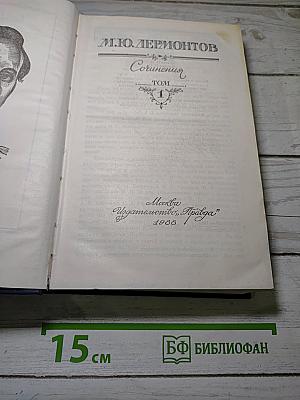 М.Ю. ЛЕРМОНТОВ
Сочинения
ТОМ
1
Москва
Издательство „Правда"
1988
15 см
БФ БИБЛИОФАН